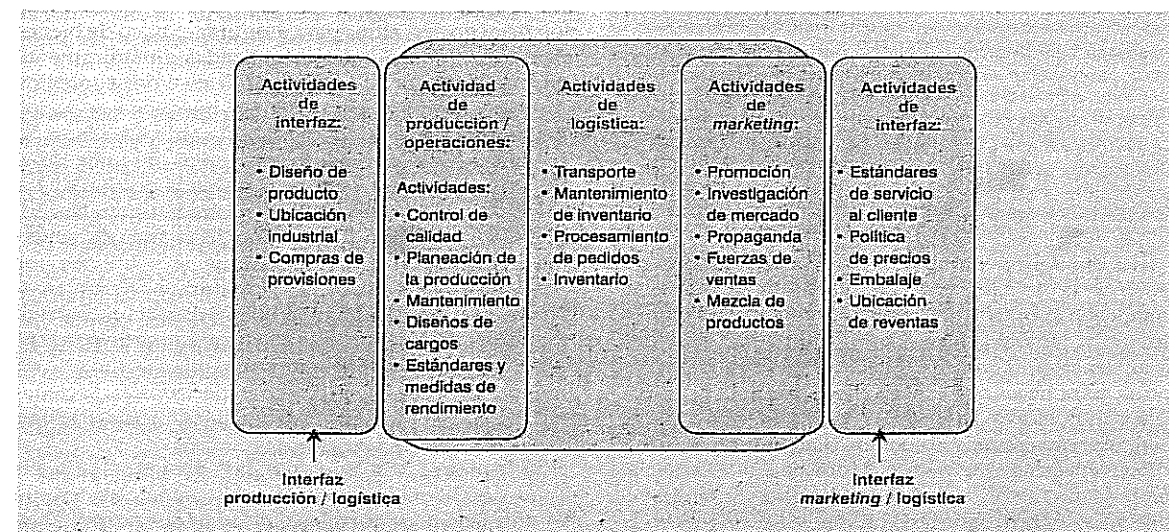 Actividades
de
interfaz:
• Diseño de
producto
• Ubicación
industrial
• Compras de
provisiones
Actividad
de
producción /
operaciones:
Actividades:
• Control de
calidad
• Planeación de
la producción
• Mantenimiento
• Diseños de
cargos
• Estándares y
medidas de
rendimiento
Actividades
de
logística:
• Transporte
• Mantenimiento
de inventario
• Procesamiento
de pedidos
• Inventario
Actividades
de
marketing:
• Promoción
• Investigación
de mercado
• Propaganda
• Fuerzas de
ventas
• Mezcla de
productos
Actividades
de
interfaz:
• Estándares
de servicio
al cliente
• Política
de precios
• Embalaje
• Ubicación
de reventas
Interfaz
producción / logística
Interfaz
marketing / logística